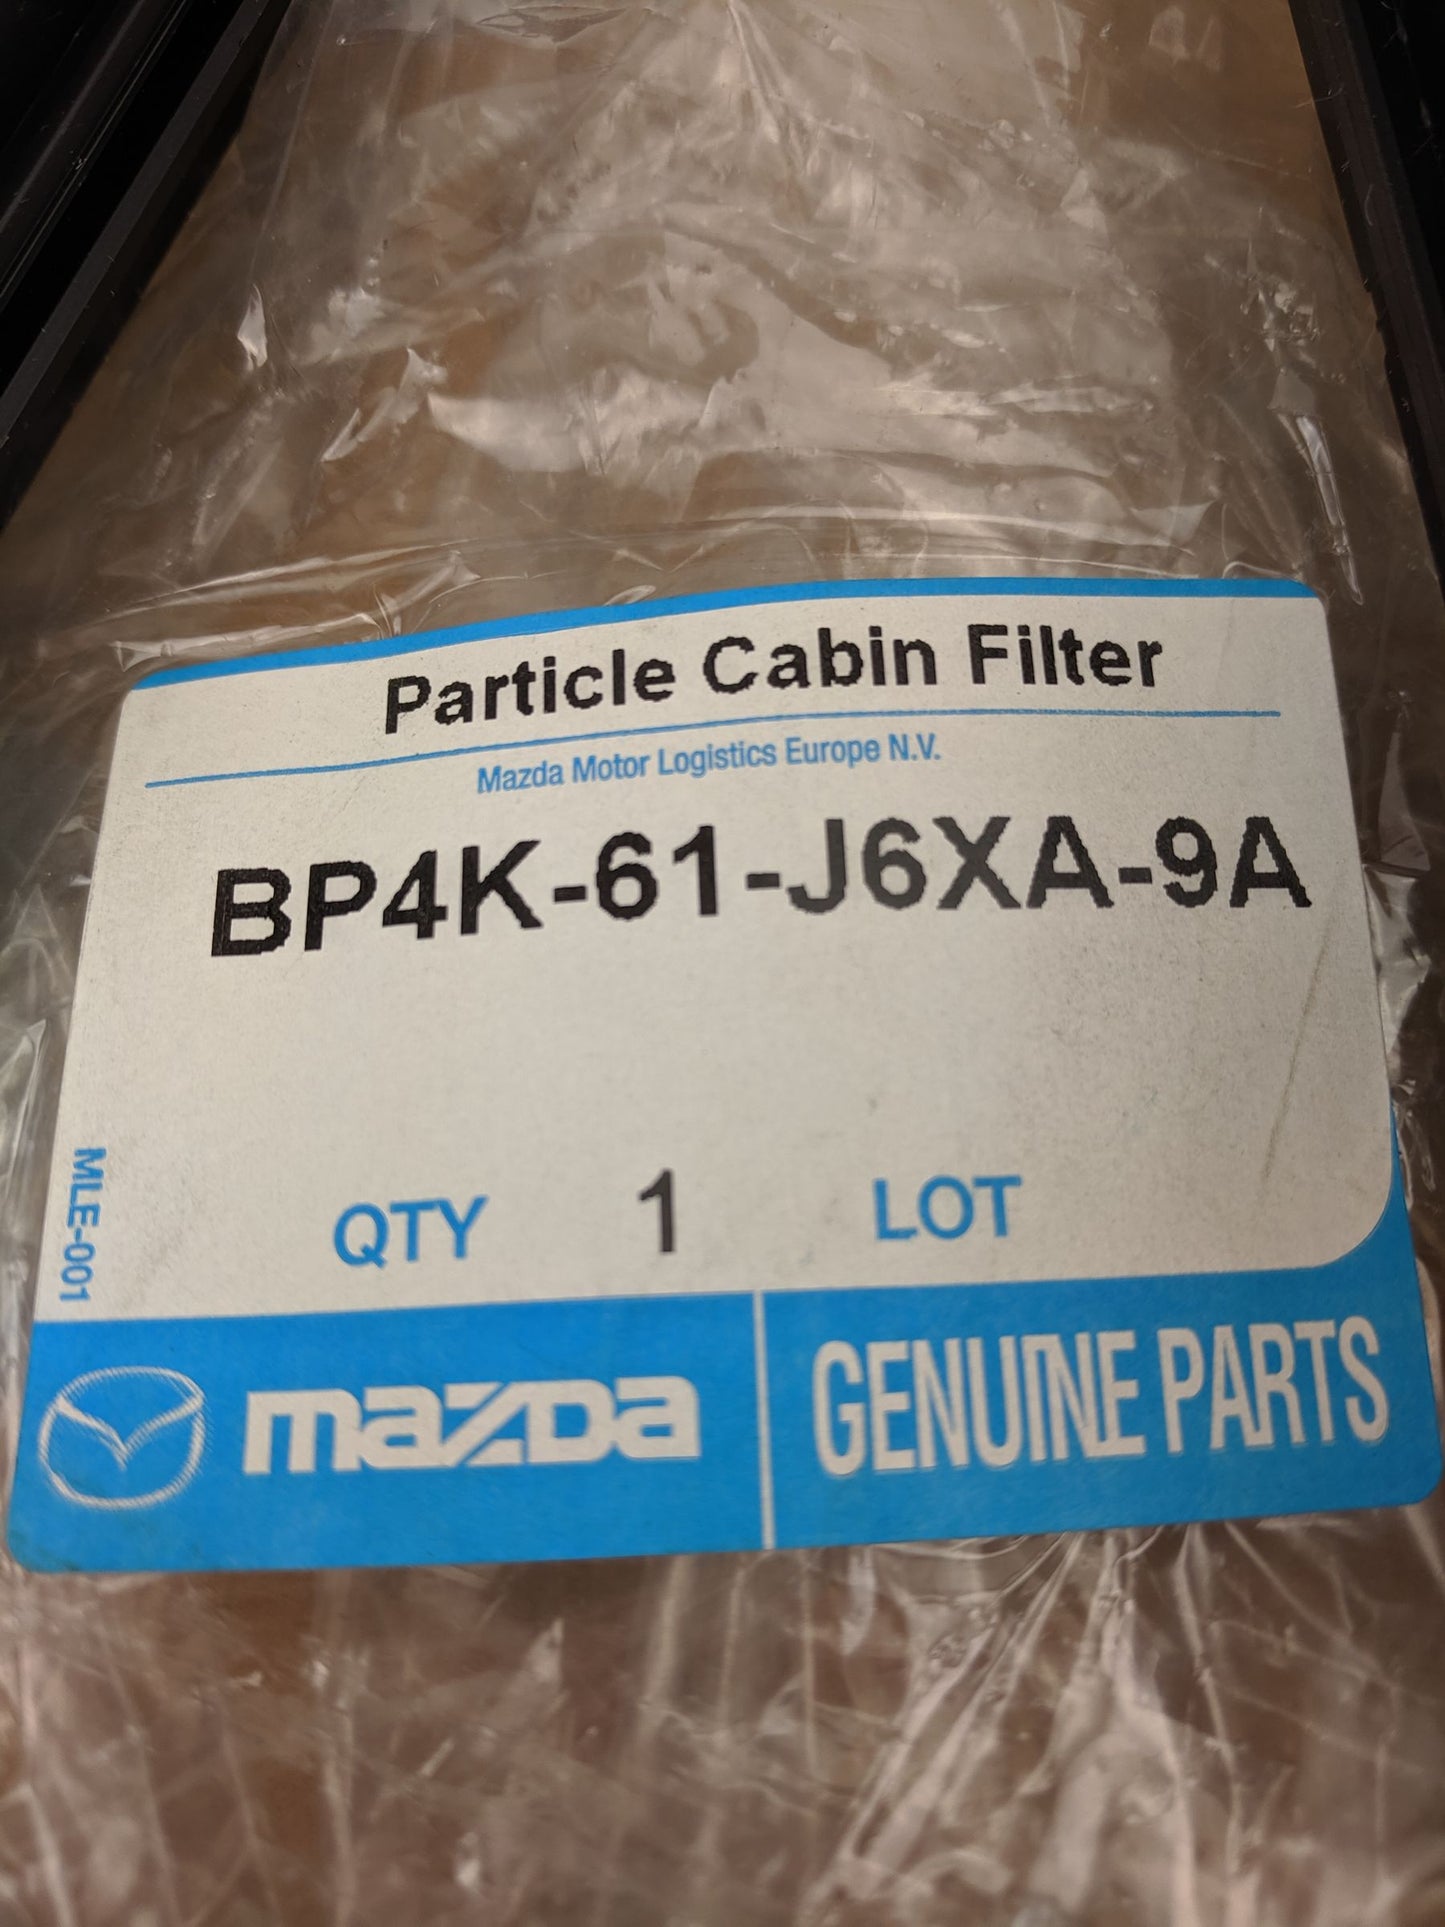 Particle Cabin Filter
Mazda Motor Logistics Europe N.V.
BP4K-61-J6XA-9A
QTY 1 LOT
MLE-001
mazda GENUINE PARTS